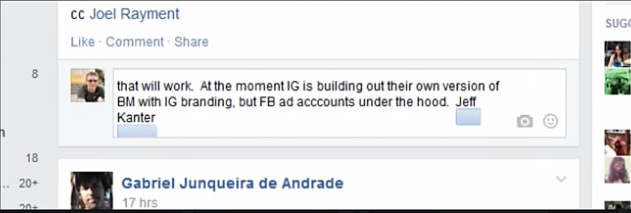 cc Joel Rayment
SUGG
Like · Comment · Share
8
that will work.  At the moment IG is building out their own version of
BM with IG branding, but FB ad acccounts under the hood.  Jeff
Kanter
n
18
... 20+
Gabriel Junqueira de Andrade
20+
17 hrs